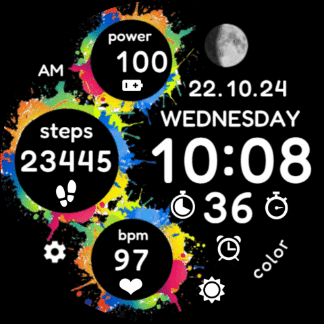 power
100
AM
22.10.24
steps
WEDNESDAY
23445
10:08
36
bpm
97
color